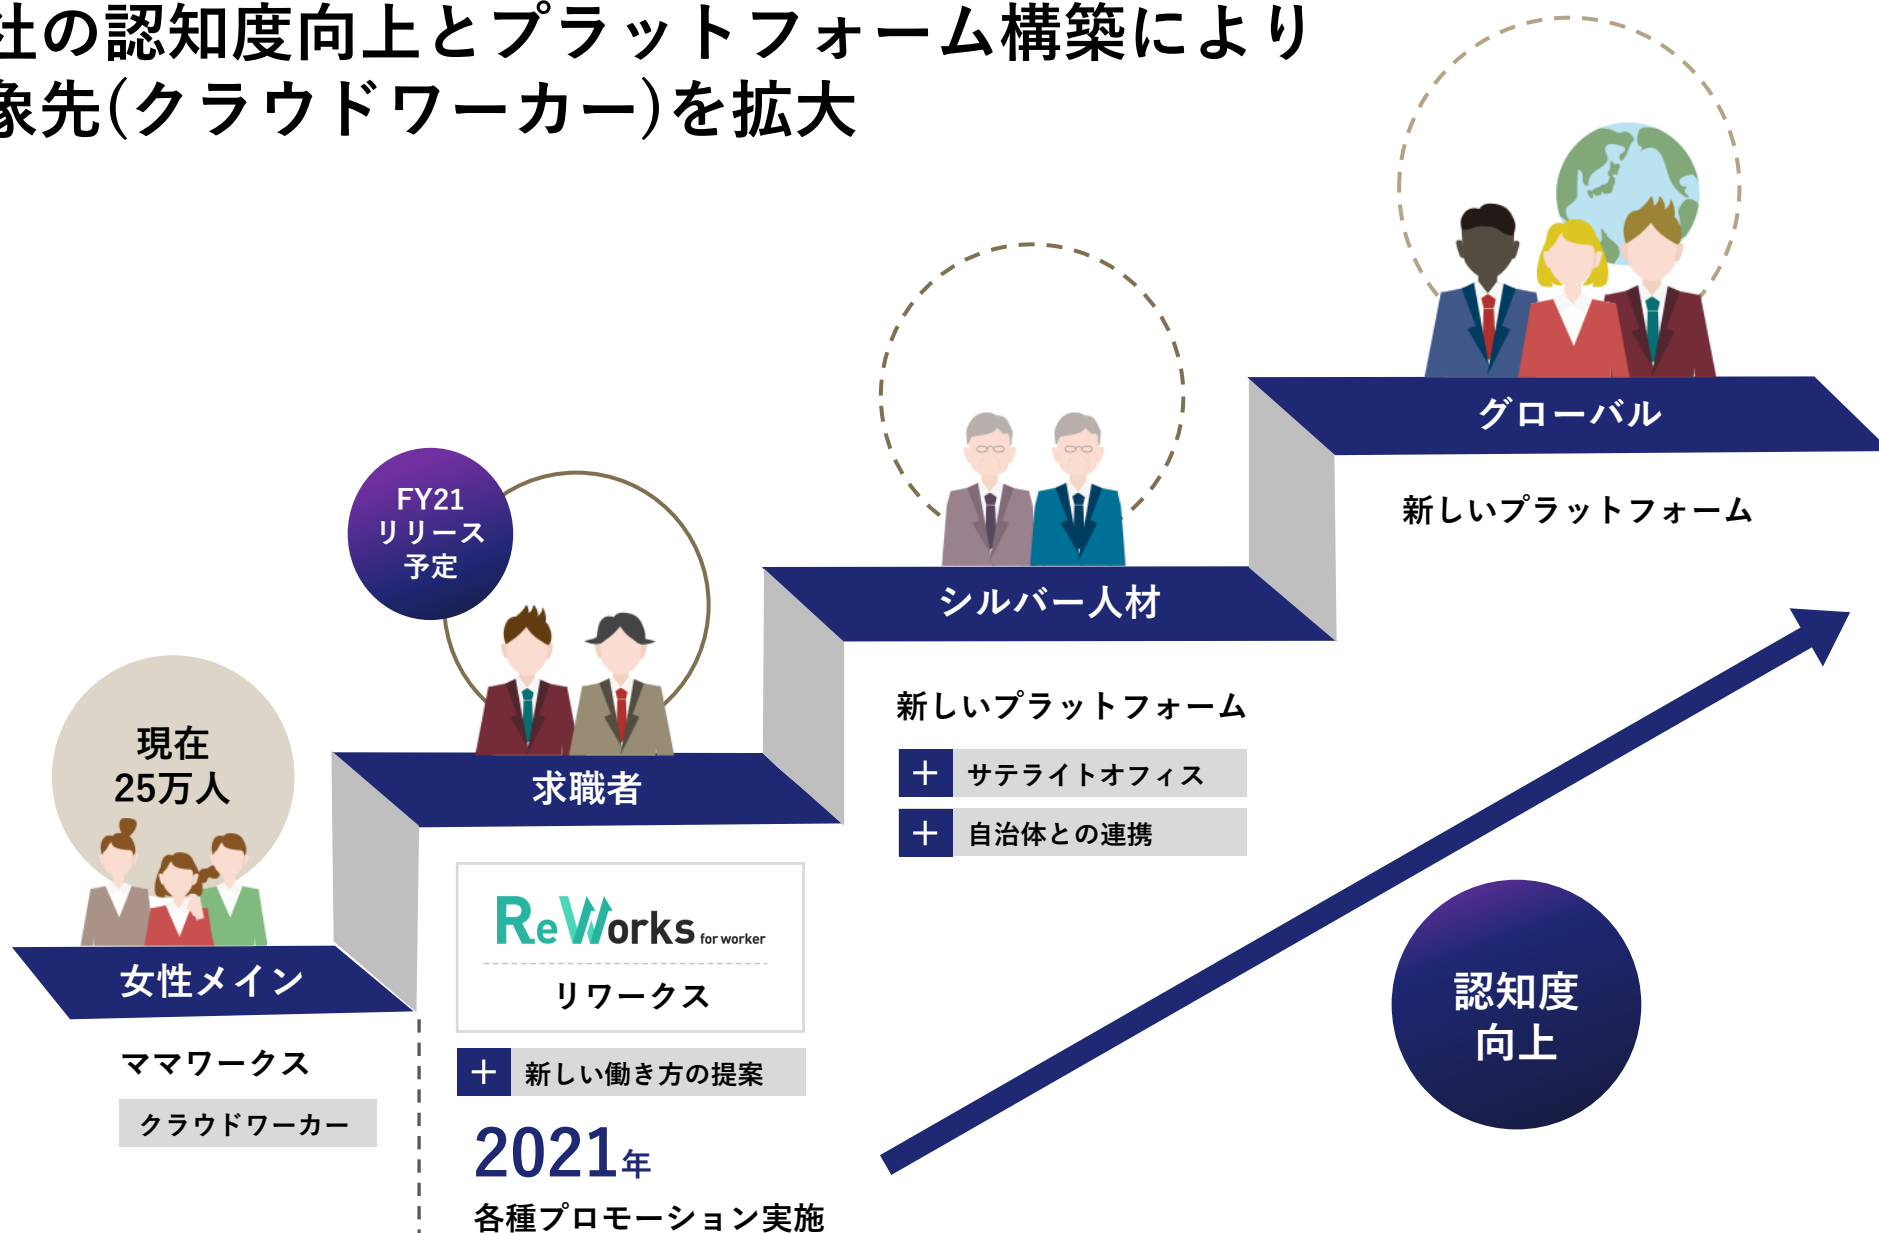 社の認知度向上とプラットフォーム構築により
象先(クラウドワーカー)を拡大
グローバル
新しいプラットフォーム
シルバー人材
新しいプラットフォーム
＋ サテライトオフィス
＋ 自治体との連携
FY21
リリース
予定
求職者
ReWorks for worker
リワークス
＋ 新しい働き方の提案
2021年
各種プロモーション実施
現在
25万人
女性メイン
ママワークス
クラウドワーカー
認知度
向上